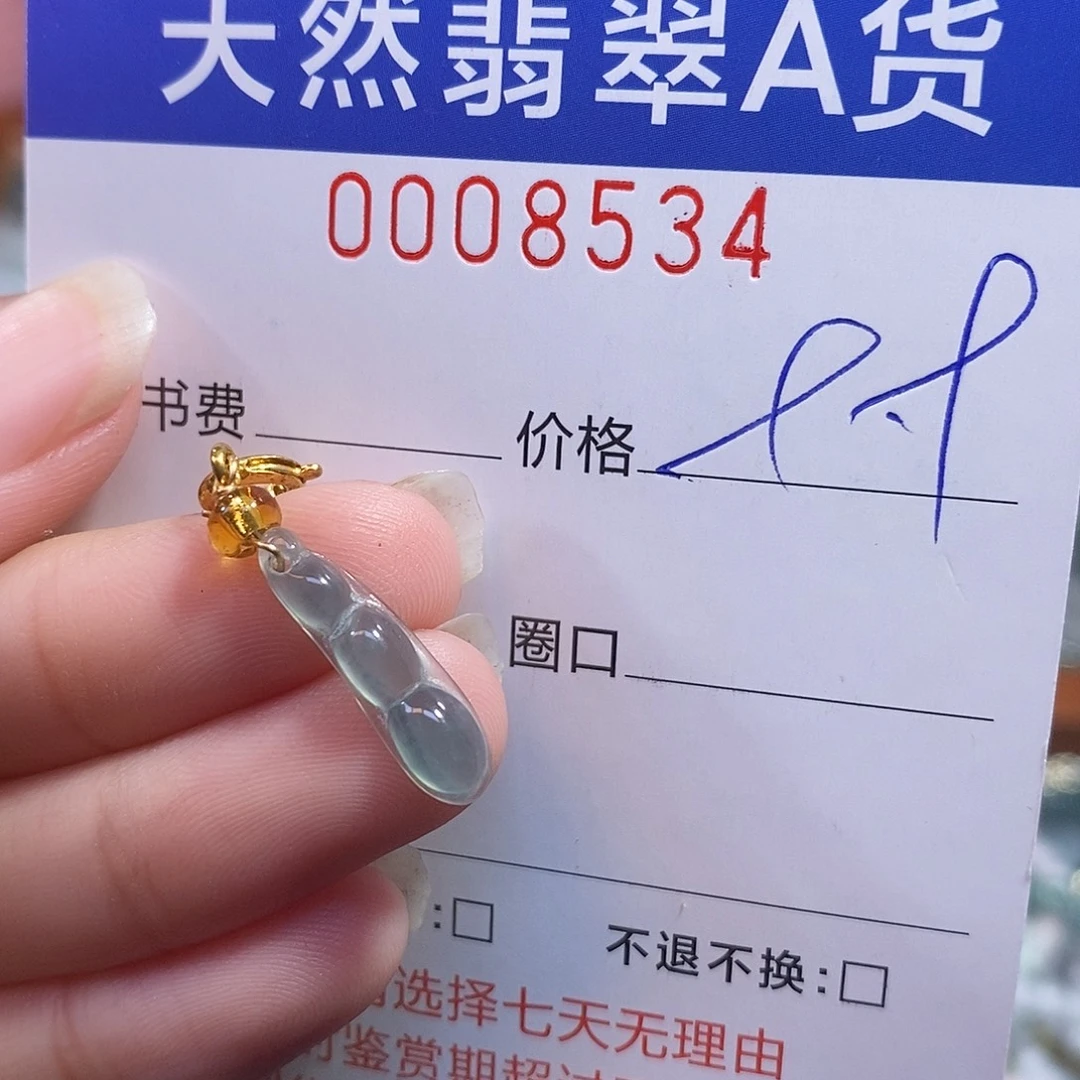 天然翡翠A货
0008534
书费
价格
圈口
:□
不退不换:□
选择七天无理由
鉴赏期超过